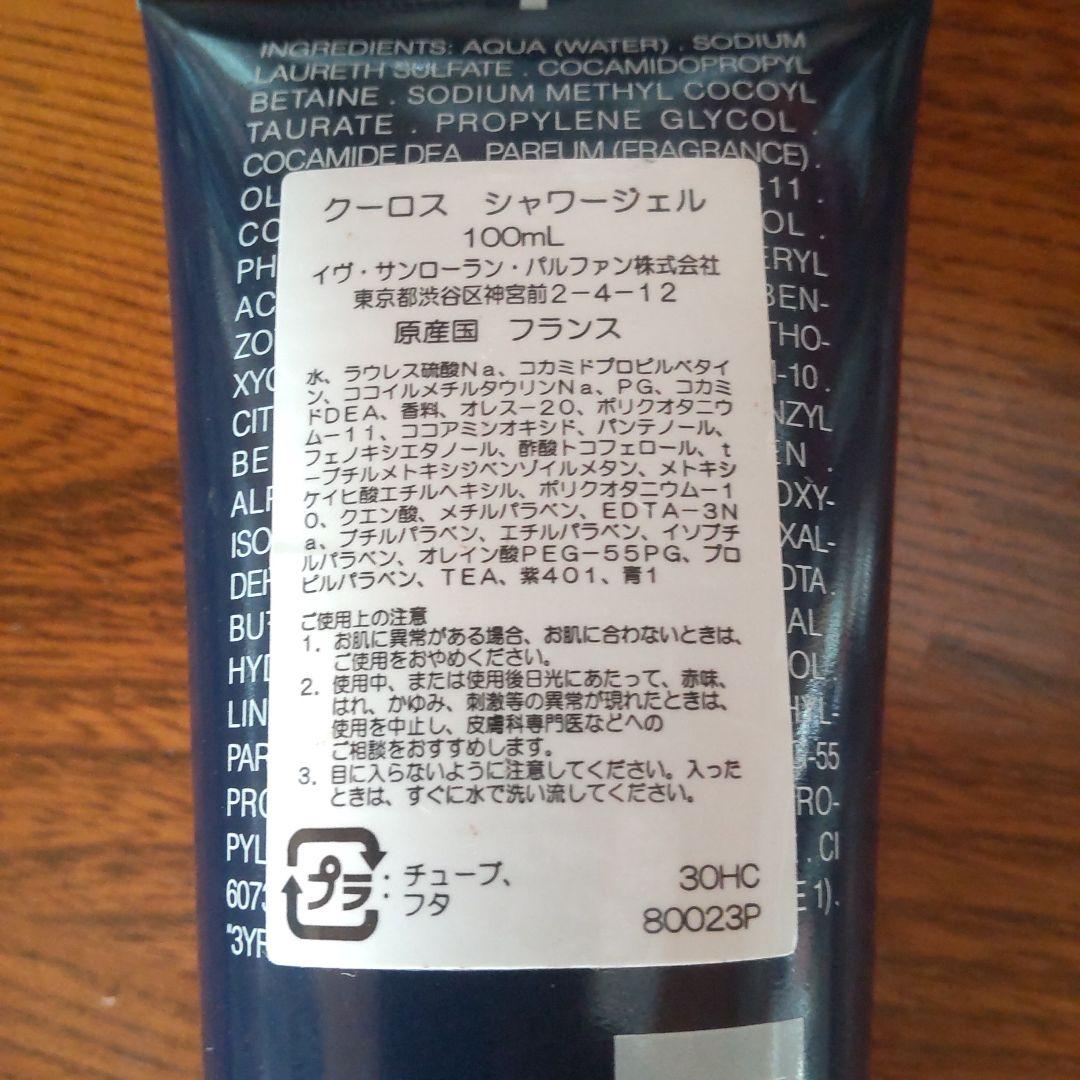 INGREDIENTS: AQUA (WATER) . SODIUM
LAURETH SULFATE . COCAMIDOPROPYL
BETAINE . SODIUM METHYL COCOYL
TAURATE . PROPYLENE GLYCOL .
COCAMIDE DEA . PARFUM (FRAGRANCE) .
クーロス シャワージェル
100mL
イヴ・サンローラン・パルファン株式会社
東京都渋谷区神宮前2-4-12
原産国 フランス
水、ラウレス硫酸Na、コカミドプロピルベタイ
ン、ココイルメチルタウリンNa、PG、コカミ
ドDEA、香料、オレス-20、ポリクオタニウ
ム-11、ココアミンオキシド、パンテノール、
フェノキシエタノール、酢酸トコフェロール、t
-ブチルメトキシジベンゾイルメタン、メトキシ
ケイヒ酸エチルヘキシル、ポリクオタニウム-1
0、クエン酸、メチルパラベン、EDTA-3N
a、ブチルパラベン、エチルパラベン、イソブチ
ルパラベン、オレイン酸PEG-55PG、プロ
ピルパラベン、TEA、紫401、青1
ご使用上の注意
1. お肌に異常がある場合、お肌に合わないときは、
ご使用をおやめください。
2. 使用中、または使用後日光にあたって、赤味、
はれ、かゆみ、刺激等の異常が現れたときは、
使用を中止し、皮膚科専門医などへの
ご相談をおすすめします。
3. 目に入らないように注意してください。入った
ときは、すぐに水で洗い流してください。
プラ
・チューブ、
・フタ
30HC
80023P